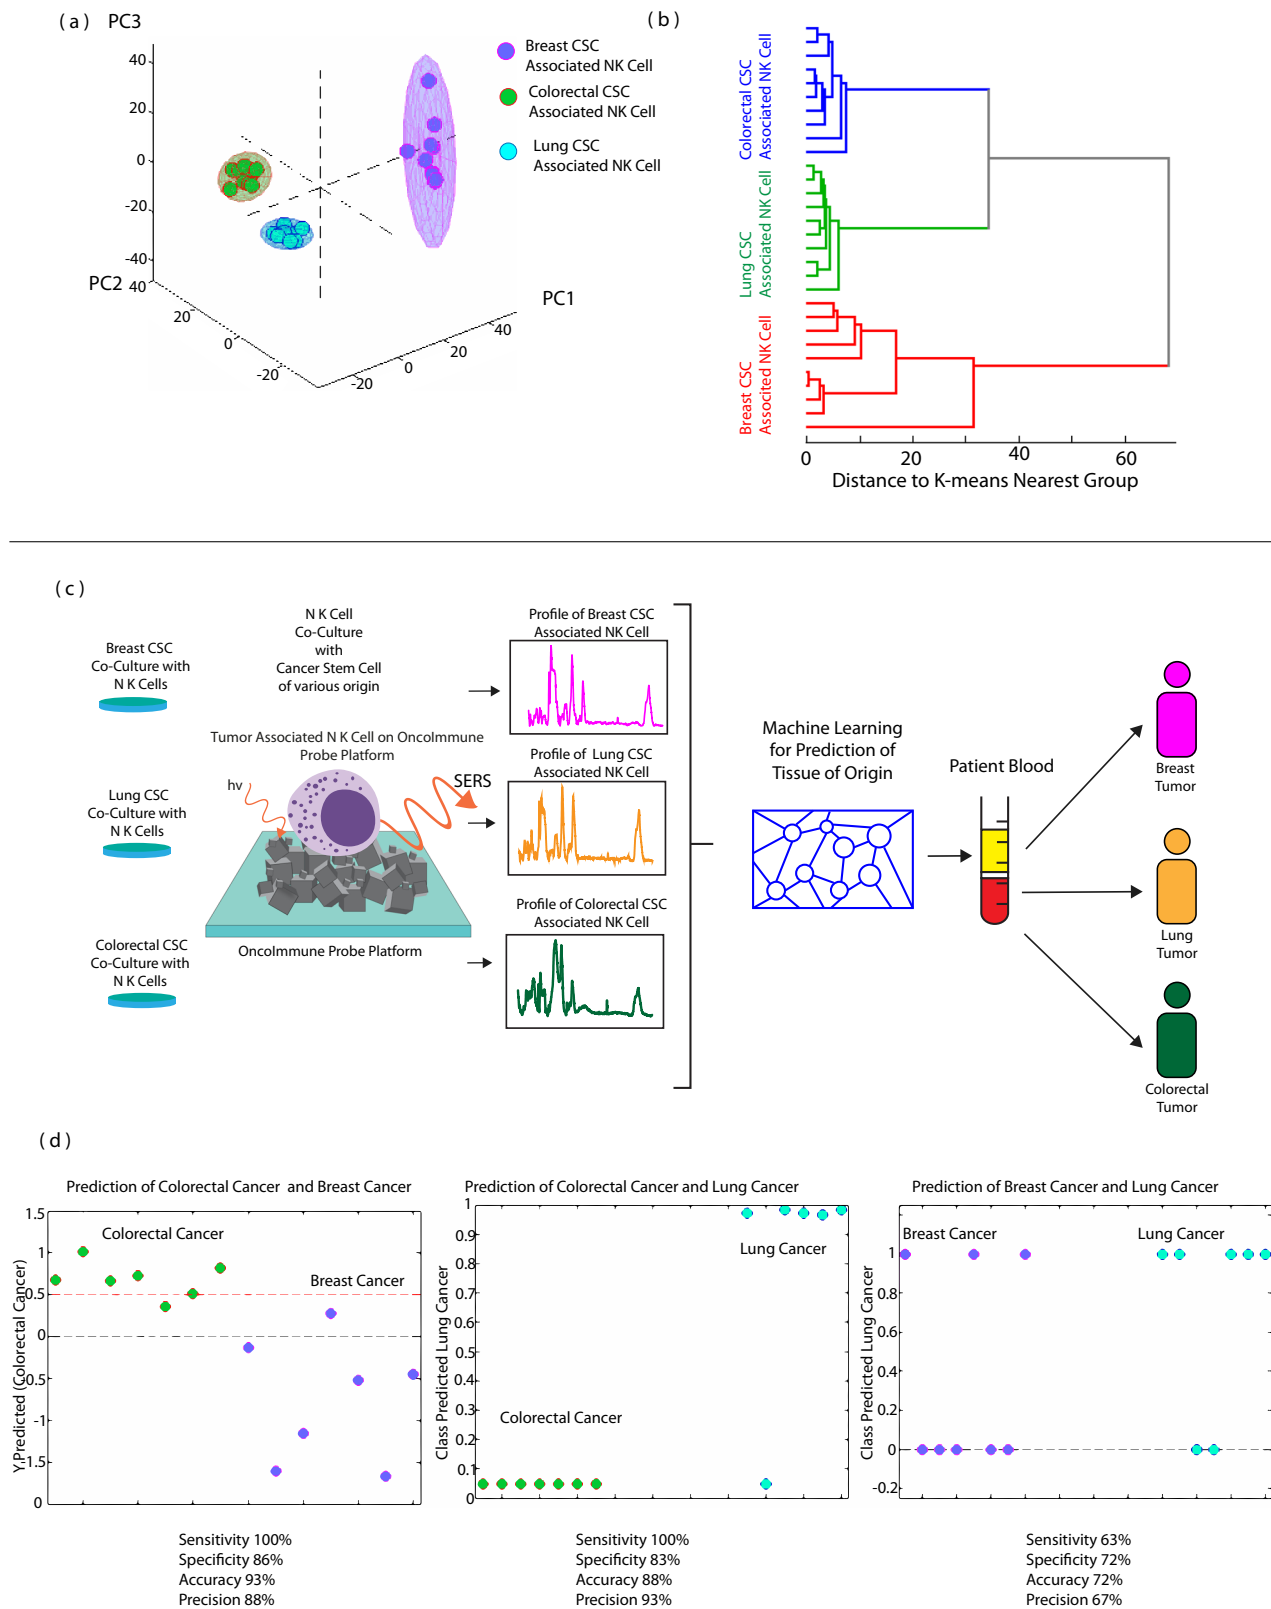 (a)
PC3
40
20
0
-20
-40
PC2
40
20
0
-20
-20
0
20
40
PC1
Breast CSC
Associated NK Cell
Colorectal CSC
Associated NK Cell
Lung CSC
Associated NK Cell
(b)
Colorectal CSC
Associated NK Cell
Lung CSC
Associated NK Cell
Breast CSC
Associted NK Cell
0
20
40
60
Distance to K-means Nearest Group
(c)
Breast CSC
Co-Culture with
N K Cells
Lung CSC
Co-Culture with
N K Cells
Colorectal CSC
Co-Culture with
N K Cells
N K Cell
Co-Culture
with
Cancer Stem Cell
of various origin
Tumor Associated N K Cell on OncoImmune
Probe Platform
hv
SERS
OncoImmune Probe Platform
Profile of Breast CSC
Associated NK Cell
Profile of Lung CSC
Associated NK Cell
Profile of Colorectal CSC
Associated NK Cell
Machine Learning
for Prediction of
Tissue of Origin
Patient Blood
Breast
Tumor
Lung
Tumor
Colorectal
Tumor
(d)
Prediction of Colorectal Cancer and Breast Cancer
Y.Predicted (Colorectal Cancer)
1.5
1
0.5
0
-0.5
-1
1.5
0
Colorectal Cancer
Breast Cancer
Sensitivity 100%
Specificity 86%
Accuracy 93%
Precision 88%
Prediction of Colorectal Cancer and Lung Cancer
Class Predicted Lung Cancer
1
0.9
0.8
0.7
0.6
0.5
0.4
0.3
0.2
0.1
0
Lung Cancer
Colorectal Cancer
Sensitivity 100%
Specificity 83%
Accuracy 88%
Precision 93%
Prediction of Breast Cancer and Lung Cancer
Class Predicted Lung Cancer
1
0.8
0.6
0.4
0.2
0
-0.2
Breast Cancer
Lung Cancer
Sensitivity 63%
Specificity 72%
Accuracy 72%
Precision 67%